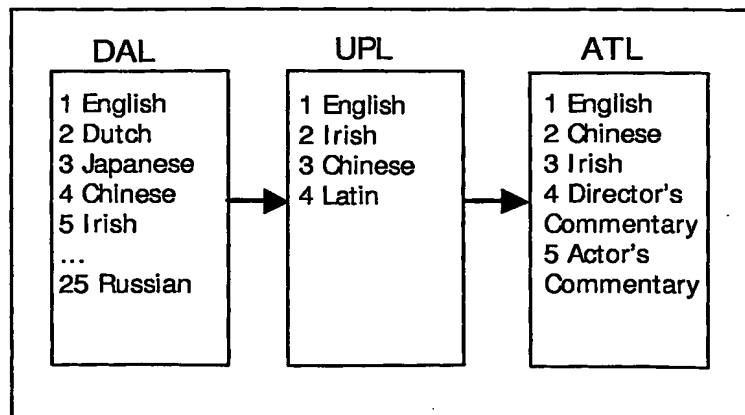 DAL
1 English
2 Dutch
3 Japanese
4 Chinese
5 Irish
...
25 Russian
UPL
1 English
2 Irish
3 Chinese
4 Latin
ATL
1 English
2 Chinese
3 Irish
4 Director's
Commentary
5 Actor's
Commentary